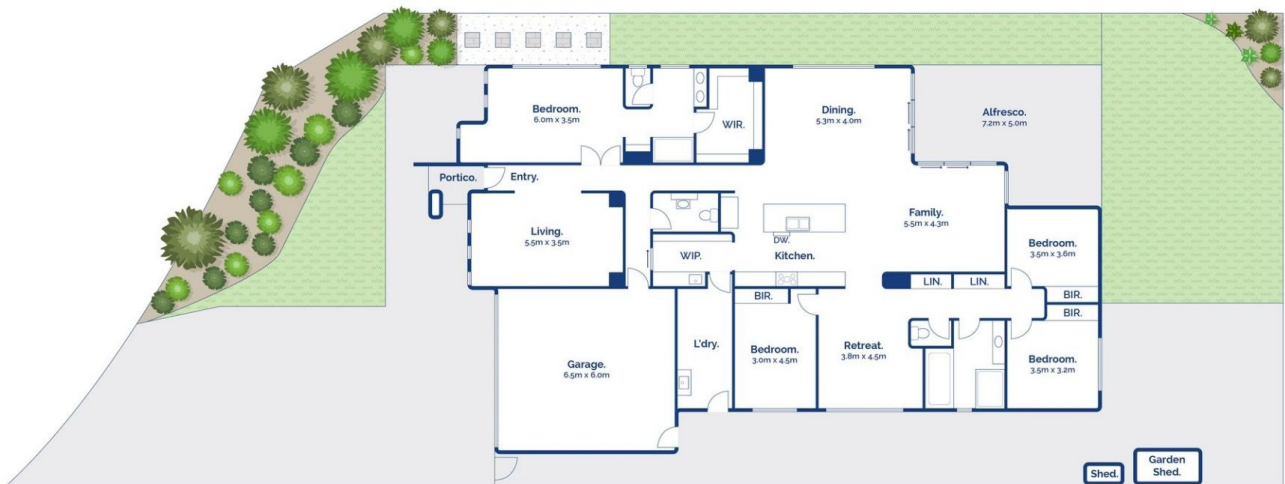 Bedroom.
6.0m x 3.5m
WIR.
Dining.
5.3m x 4.0m
Alfresco.
7.2m x 5.0m
Portico.
Entry.
Living.
5.5m x 3.5m
Family.
5.5m x 4.3m
DW.
WIP.
Kitchen.
Bedroom.
3.5m x 3.6m
LIN.
LIN.
BIR.
BIR.
BIR.
Garage.
6.5m x 6.0m
L'dry.
Bedroom.
3.0m x 4.5m
Retreat.
3.8m x 4.5m
Bedroom.
3.5m x 3.2m
Shed.
Garden
Shed.